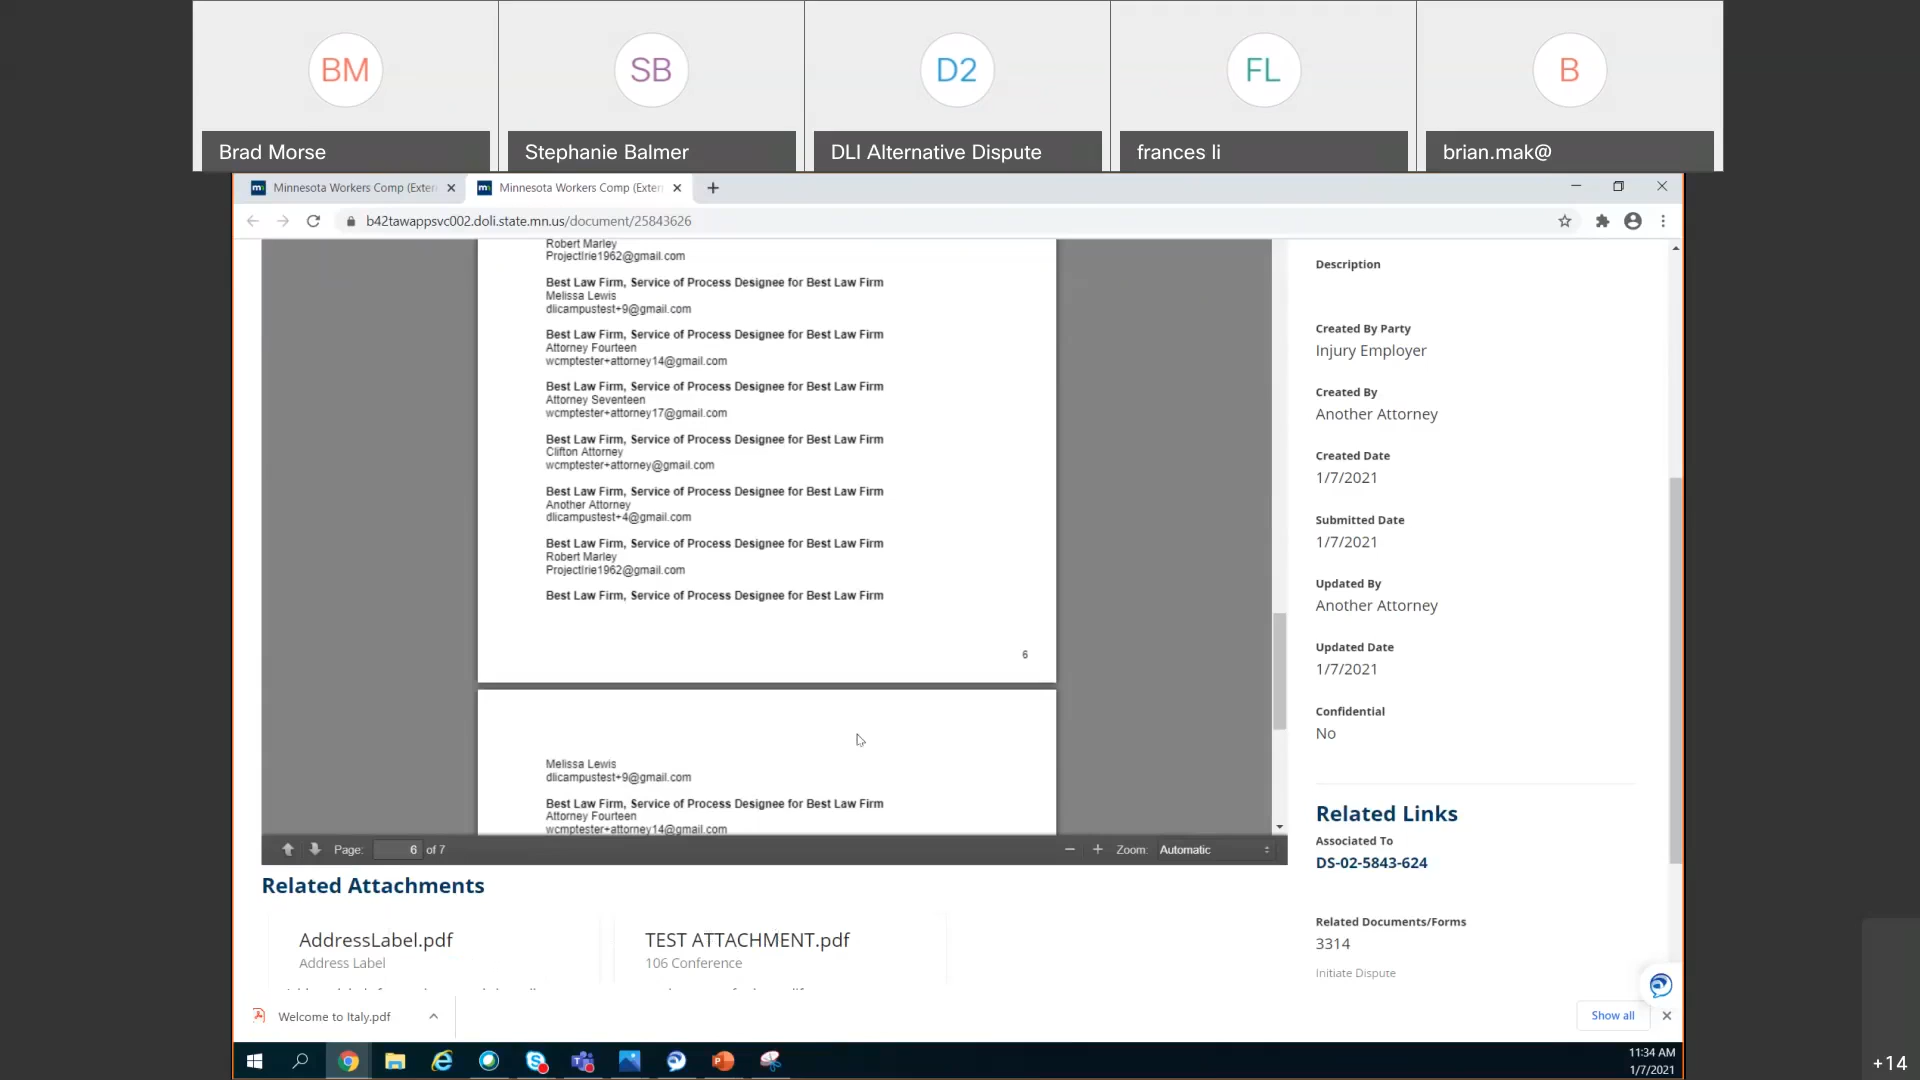 BM
SB
D2
FL
B
Brad Morse
Stephanie Balmer
DLI Alternative Dispute
frances li
brian.mak@
Minnesota Workers Comp (Exter
Minnesota Workers Comp (Exter
b42tawappsvc002.doli.state.mn.us/document/25843626
Robert Marley
ProjectIrie1962@gmail.com
Best Law Firm, Service of Process Designee for Best Law Firm
Melissa Lewis
dlicampustest+9@gmail.com
Best Law Firm, Service of Process Designee for Best Law Firm
Attorney Fourteen
wcmptester+attorney14@gmail.com
Best Law Firm, Service of Process Designee for Best Law Firm
Attorney Seventeen
wcmptester+attorney17@gmail.com
Best Law Firm, Service of Process Designee for Best Law Firm
Clifton Attorney
wcmptester+attorney@gmail.com
Best Law Firm, Service of Process Designee for Best Law Firm
Another Attorney
dlicampustest+4@gmail.com
Best Law Firm, Service of Process Designee for Best Law Firm
Robert Marley
ProjectIrie1962@gmail.com
Best Law Firm, Service of Process Designee for Best Law Firm
6
Melissa Lewis
dlicampustest+9@gmail.com
Best Law Firm, Service of Process Designee for Best Law Firm
Attorney Fourteen
wcmptester+attorney14@gmail.com
Page: 6 of 7
Zoom: Automatic
Description
Created By Party
Injury Employer
Created By
Another Attorney
Created Date
1/7/2021
Submitted Date
1/7/2021
Updated By
Another Attorney
Updated Date
1/7/2021
Confidential
No
Related Links
Associated To
DS-02-5843-624
Related Documents/Forms
3314
Initiate Dispute
Related Attachments
AddressLabel.pdf
Address Label
TEST ATTACHMENT.pdf
106 Conference
Welcome to Italy.pdf
Show all
11:34 AM
1/7/2021
+14